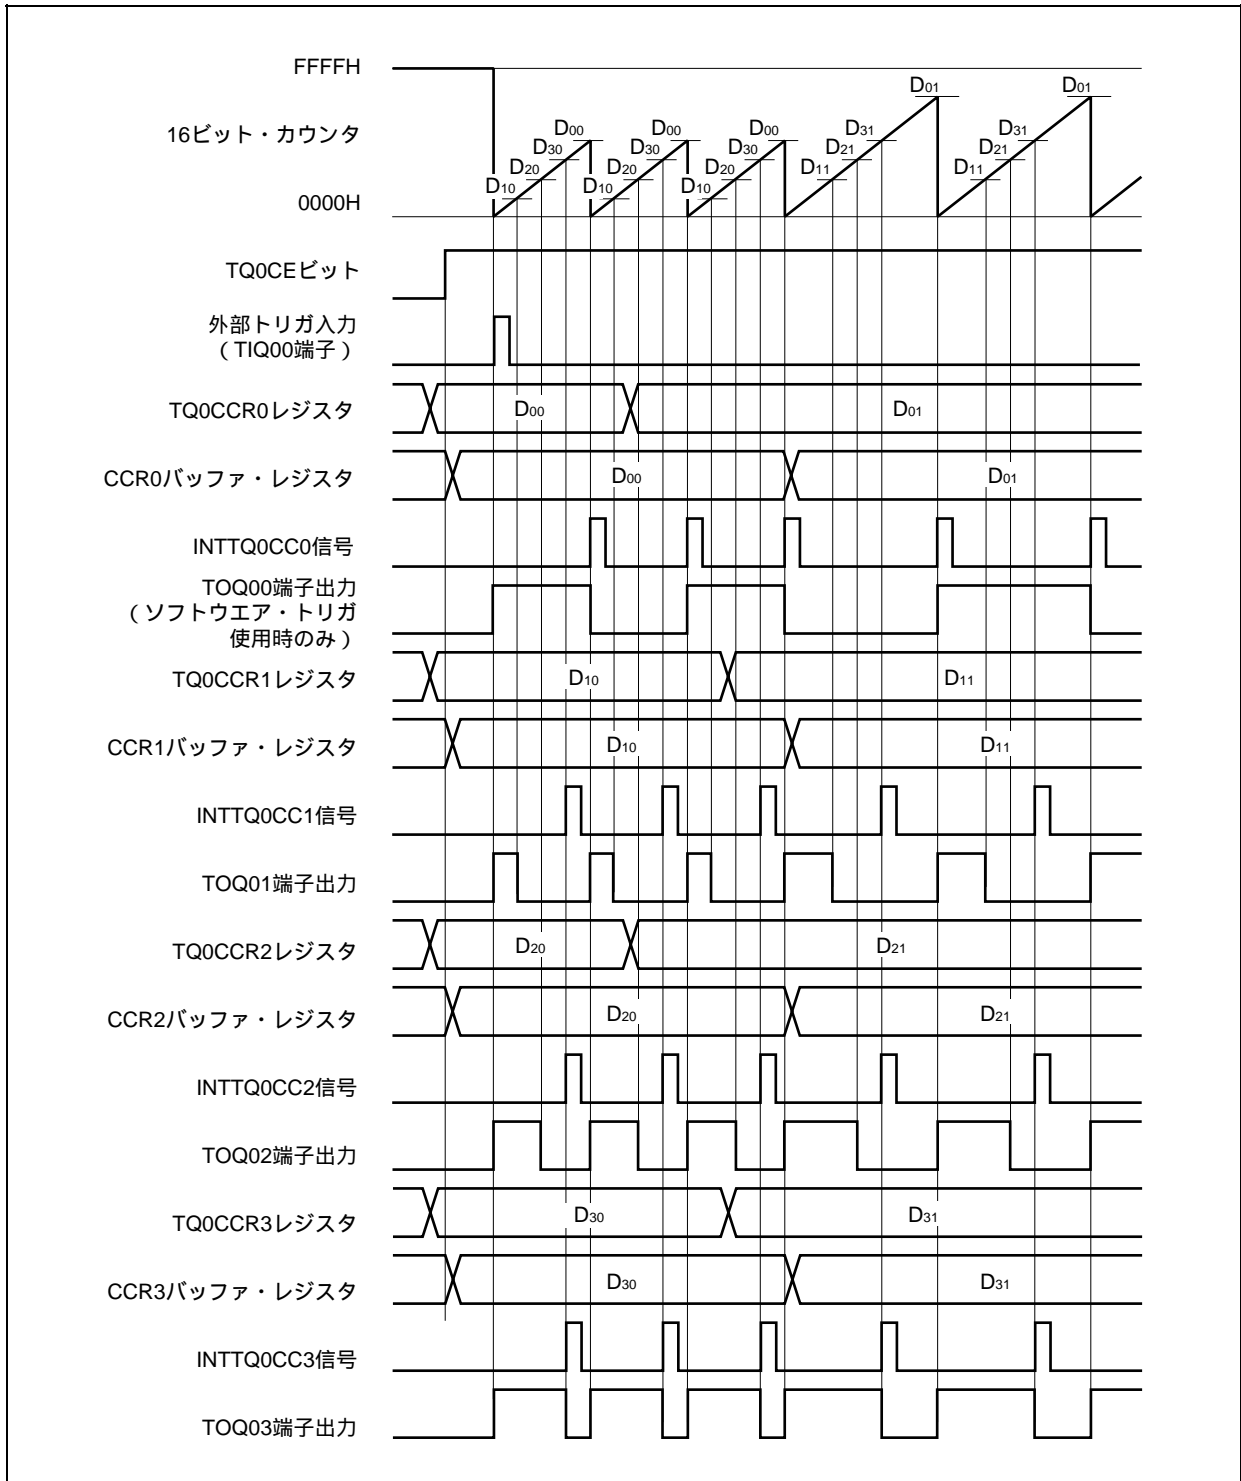 FFFFH
D01 D01
16ビット・カウンタ
D00 D00 D00 D31 D31
D30 D30 D30 D21 D21
D20 D20 D20 D11 D11
D10 D10 D10
0000H
TQ0CEビット
外部トリガ入力
（TIQ00端子）
TQ0CCR0レジスタ D00 D01
CCR0バッファ・レジスタ D00 D01
INTTQ0CC0信号
TOQ00端子出力
（ソフトウエア・トリガ
使用時のみ）
TQ0CCR1レジスタ D10 D11
CCR1バッファ・レジスタ D10 D11
INTTQ0CC1信号
TOQ01端子出力
TQ0CCR2レジスタ D20 D21
CCR2バッファ・レジスタ D20 D21
INTTQ0CC2信号
TOQ02端子出力
TQ0CCR3レジスタ D30 D31
CCR3バッファ・レジスタ D30 D31
INTTQ0CC3信号
TOQ03端子出力